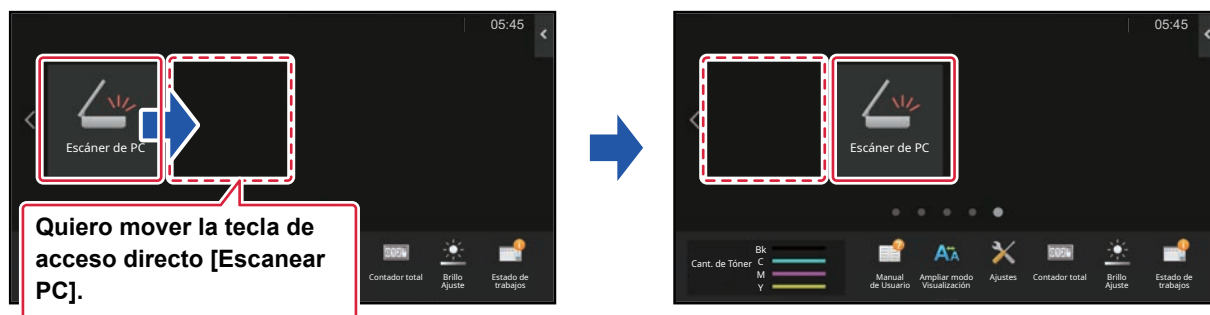 05:45
Escáner de PC
Quiero mover la tecla de
acceso directo [Escanear
PC].
Contador total
Brillo
Ajuste
Estado de
trabajos
05:45
Escáner de PC
Cant. de Tóner
Bk
C
M
Y
Manual
de Usuario
Ampliar modo
Visualización
Ajustes
Contador total
Brillo
Ajuste
Estado de
trabajos